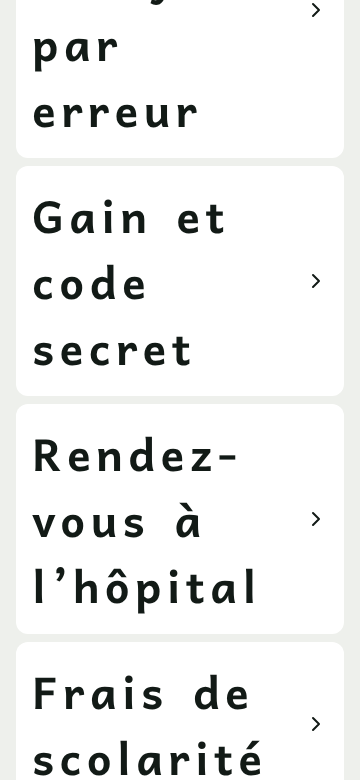 par
erreur
Gain et
code
secret
Rendez-
vous à
l’hôpital
Frais de
scolarité